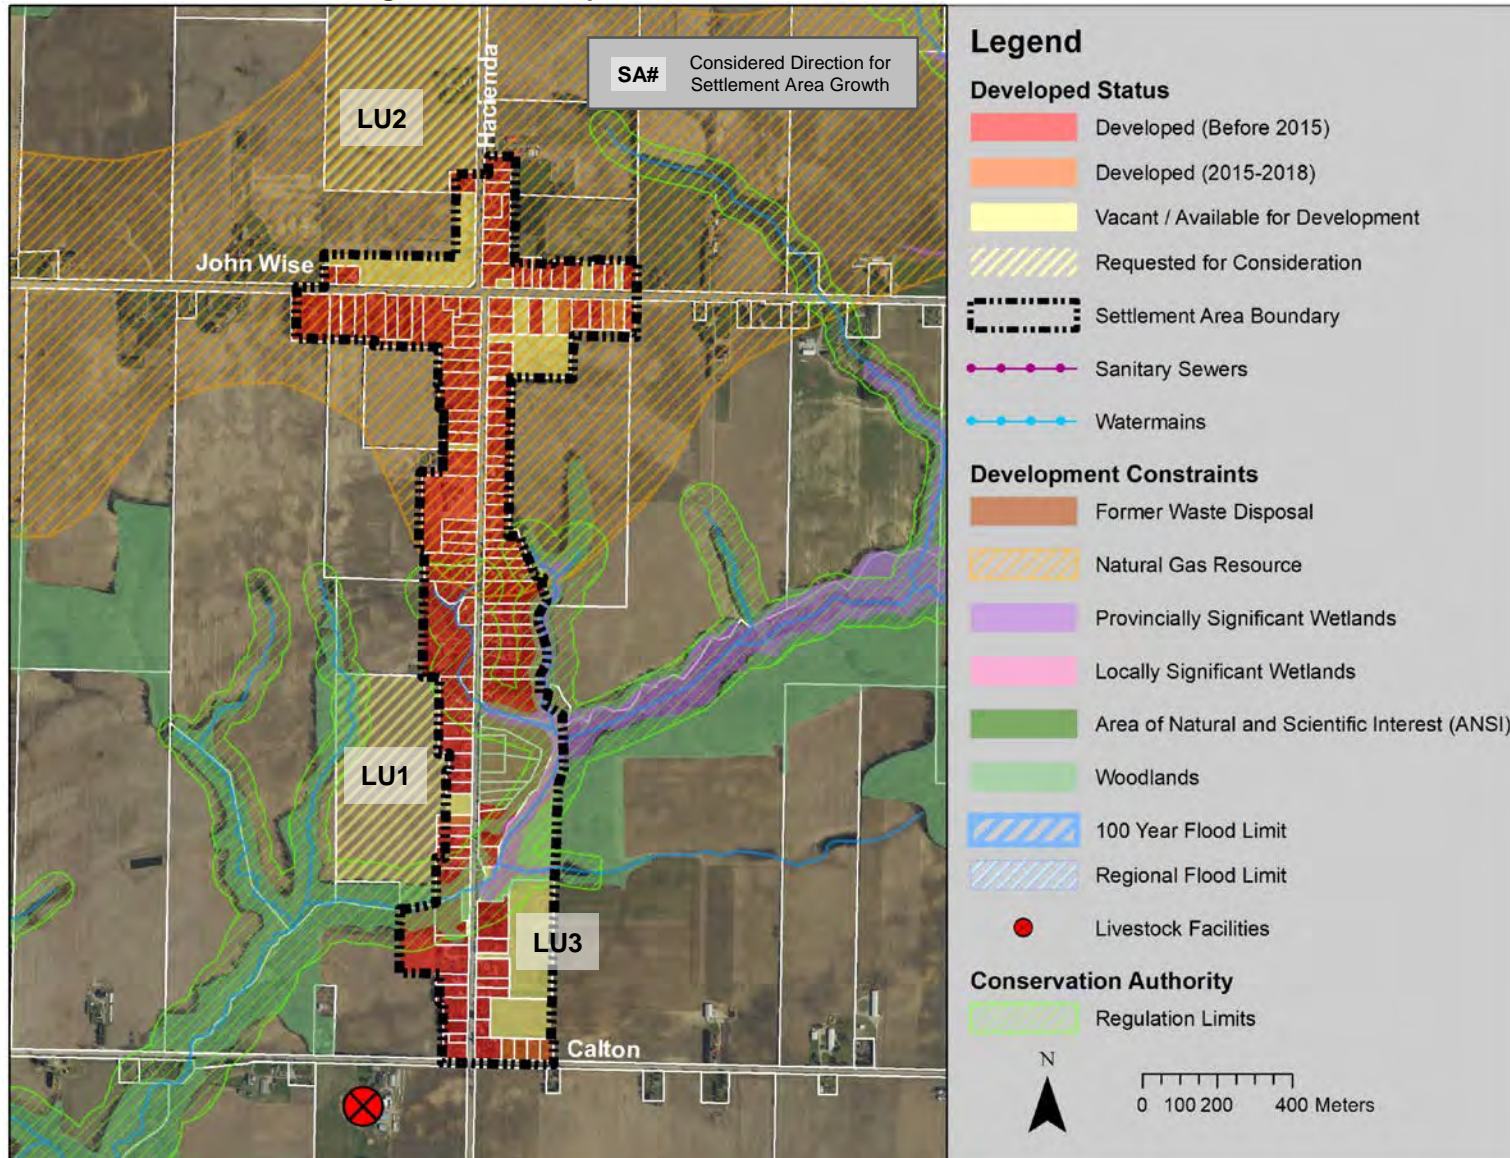 SA#
Considered Direction for
Settlement Area Growth
Hacienda
LU2
John Wise
LU1
LU3
Calton
Legend
Developed Status
Developed (Before 2015)
Developed (2015-2018)
Vacant / Available for Development
Requested for Consideration
Settlement Area Boundary
Sanitary Sewers
Watermains
Development Constraints
Former Waste Disposal
Natural Gas Resource
Provincially Significant Wetlands
Locally Significant Wetlands
Area of Natural and Scientific Interest (ANSI)
Woodlands
100 Year Flood Limit
Regional Flood Limit
Livestock Facilities
Conservation Authority
Regulation Limits
N
0 100 200 400 Meters